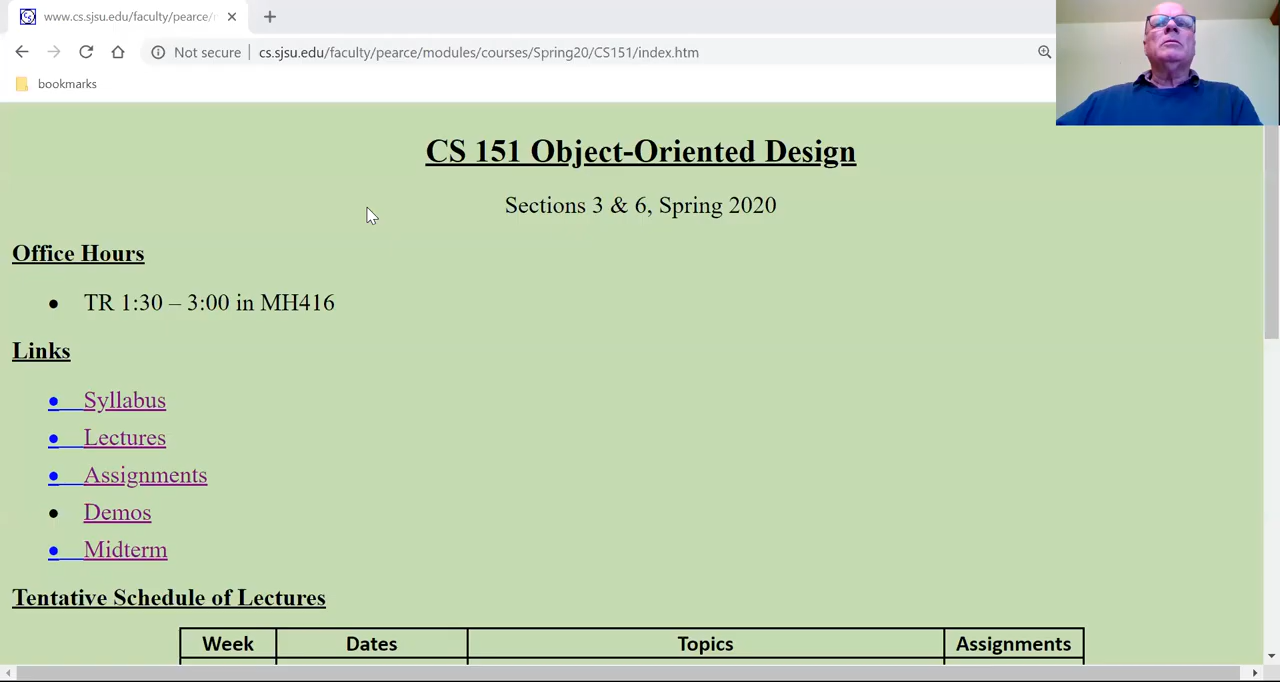 www.cs.sjsu.edu/faculty/pearce/
Not secure
cs.sjsu.edu/faculty/pearce/modules/courses/Spring20/CS151/index.htm
bookmarks
CS 151 Object-Oriented Design
Sections 3 & 6, Spring 2020
Office Hours
• TR 1:30 – 3:00 in MH416
Links
• Syllabus
• Lectures
• Assignments
• Demos
• Midterm
Tentative Schedule of Lectures
Week Dates Topics Assignments